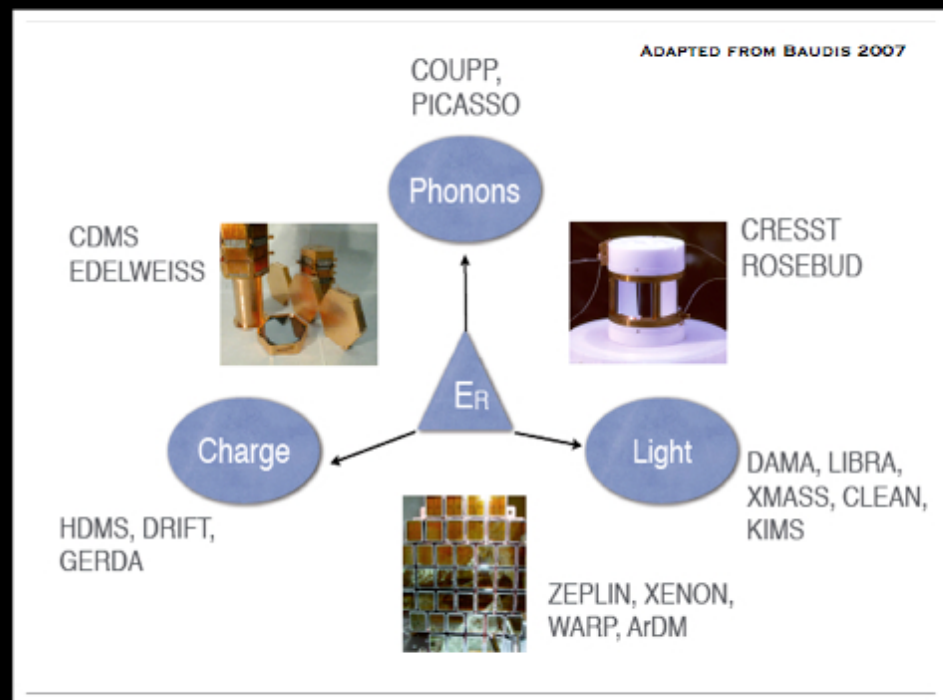 ADAPTED FROM BAUDIS 2007
COUPP,
PICASSO
Phonons
CDMS
EDELWEISS
CRESST
ROSEBUD
ER
Charge
Light
HDMS, DRIFT,
GERDA
DAMA, LIBRA,
XMASS, CLEAN,
KIMS
ZEPLIN, XENON,
WARP, ArDM